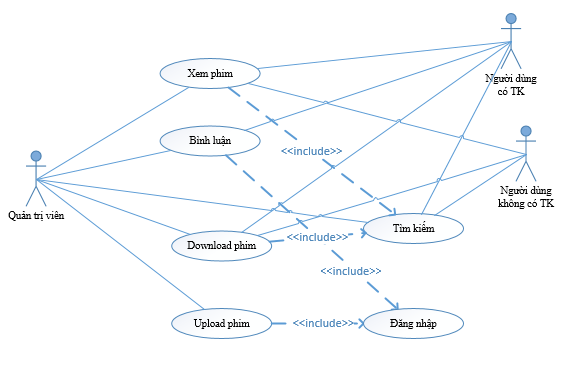 Xem phim
Người dùng
có TK
Bình luận
<<include>>
Người dùng
không có TK
Quản trị viên
Tìm kiếm
Download phim
<<include>>
<<include>>
Upload phim
<<include>>
Đăng nhập